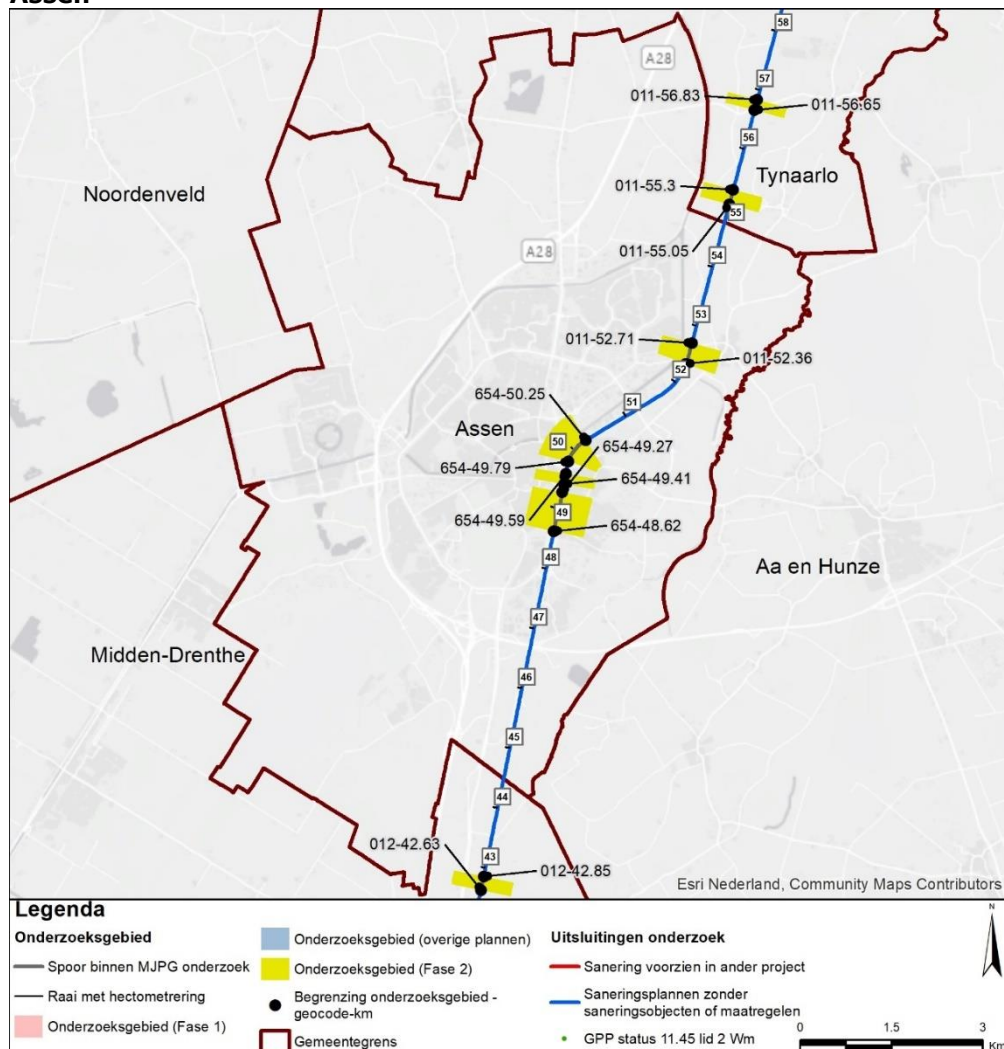 Assen
58
A28
57
011-56.83
011-56.65
56
Noordenveld
011-55.3
Tynaarlo
55
011-55.05
A28
54
53
011-52.71
011-52.36
52
654-50.25
51
Assen
50
654-49.27
654-49.79
654-49.41
654-49.59
49
654-48.62
48
Aa en Hunze
47
Midden-Drenthe
46
45
44
012-42.63
43
012-42.85
Esri Nederland, Community Maps Contributors
Legenda
Onderzoeksgebied
Spoor binnen MJPG onderzoek
Raai met hectometrering
Onderzoeksgebied (Fase 1)
Onderzoeksgebied (overige plannen)
Onderzoeksgebied (Fase 2)
Begrenzing onderzoeksgebied -
geocode-km
Gemeentegrens
Uitsluitingen onderzoek
Sanering voorzien in ander project
Saneringsplannen zonder
saneringsobjecten of maatregelen
GPP status 11.45 lid 2 Wm
N
0 1.5 3
Km